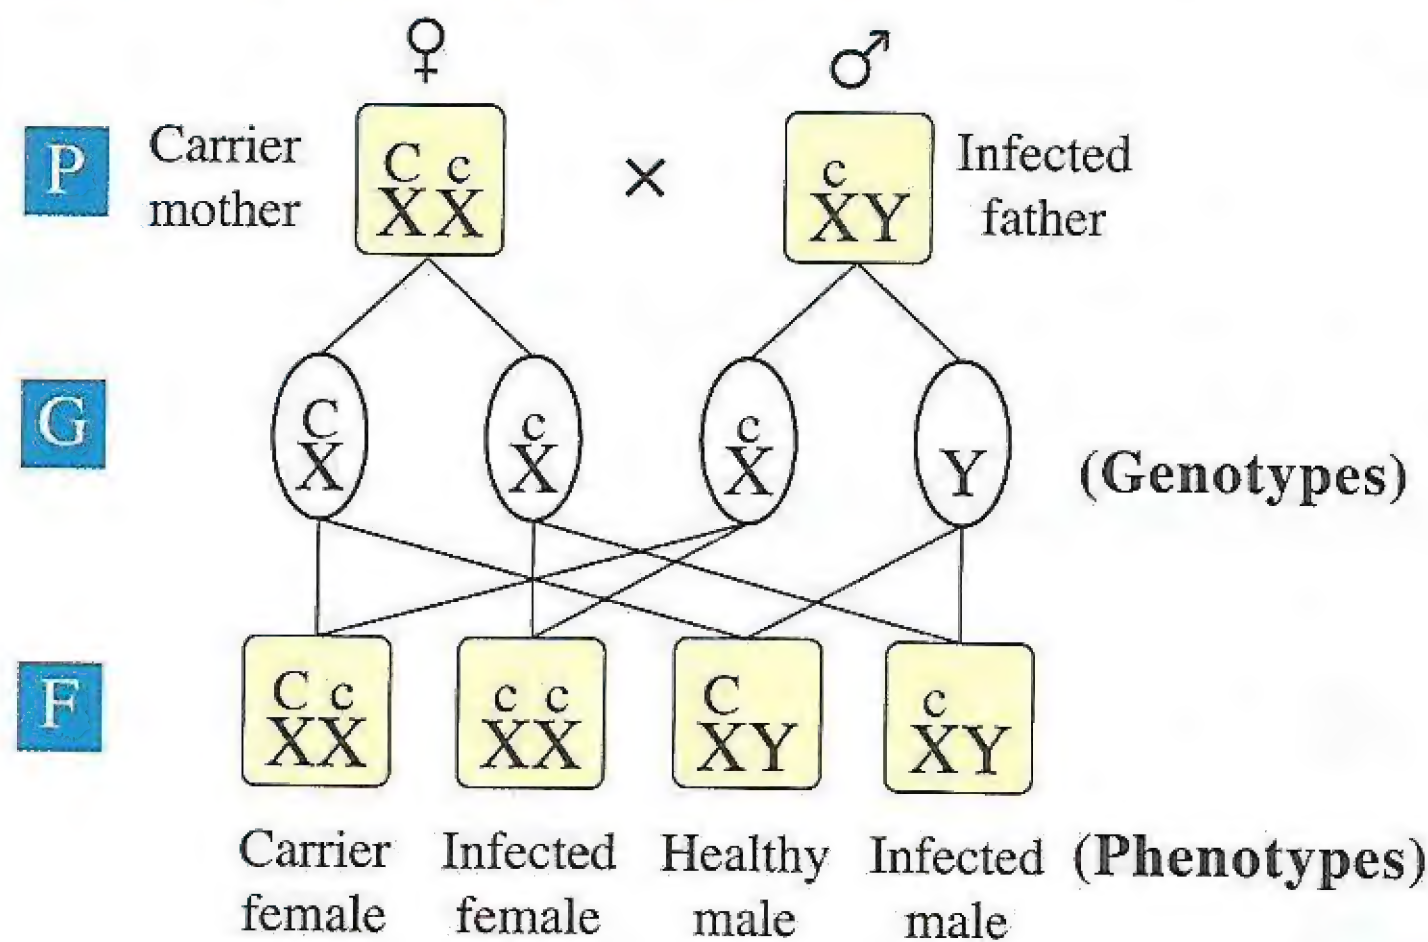 ♀ ♂
P Carrier mother C c XX × c XY Infected father
G C X c X c X Y (Genotypes)
F C c XX c c XX C XY c XY
Carrier Infected Healthy Infected (Phenotypes)
female female male male